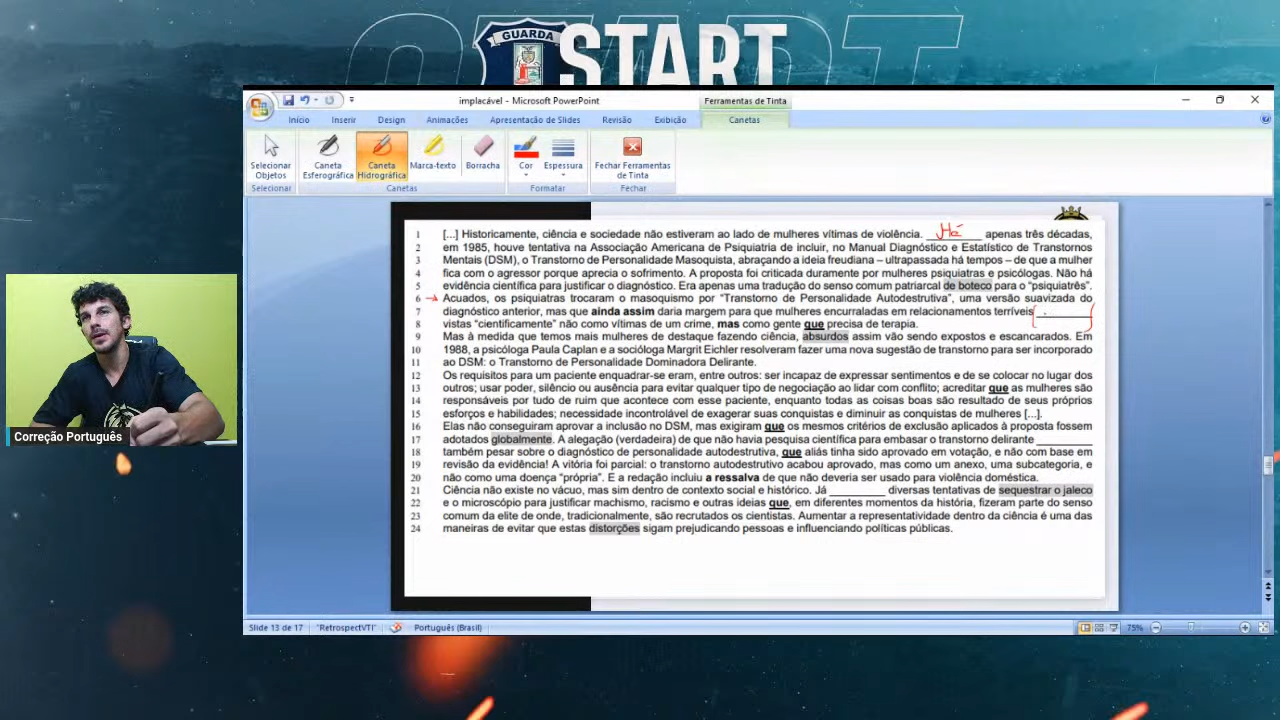 GUARDA
START
implacável - Microsoft PowerPoint
Ferramentas de Tinta
Início Inserir Design Animações Apresentação de Slides Revisão Exibição Canetas
Selecionar Objetos
Caneta Esferográfica
Caneta Hidrográfica
Marca-texto
Borracha
Cor
Espessura
Fechar Ferramentas de Tinta
Selecionar Canetas Formatar Fechar
1 [...] Historicamente, ciência e sociedade não estiveram ao lado de mulheres vítimas de violência. Há apenas três décadas,
2 em 1985, houve tentativa na Associação Americana de Psiquiatria de incluir, no Manual Diagnóstico e Estatístico de Transtornos
3 Mentais (DSM), o Transtorno de Personalidade Masoquista, abraçando a ideia freudiana – ultrapassada há tempos – de que a mulher
4 fica com o agressor porque aprecia o sofrimento. A proposta foi criticada duramente por mulheres psiquiatras e psicólogas. Não há
5 evidência científica para justificar o diagnóstico. Era apenas uma tradução do senso comum patriarcal de boteco para o “psiquiatrês”.
6 Acuados, os psiquiatras trocaram o masoquismo por “Transtorno de Personalidade Autodestrutiva”, uma versão suavizada do
7 diagnóstico anterior, mas que ainda assim daria margem para que mulheres encurraladas em relacionamentos terríveis ________
8 vistas “cientificamente” não como vítimas de um crime, mas como gente que precisa de terapia.
9 Mas à medida que temos mais mulheres de destaque fazendo ciência, absurdos assim vão sendo expostos e escancarados. Em
10 1988, a psicóloga Paula Caplan e a socióloga Margrit Eichler resolveram fazer uma nova sugestão de transtorno para ser incorporado
11 ao DSM: o Transtorno de Personalidade Dominadora Delirante.
12 Os requisitos para um paciente enquadrar-se eram, entre outros: ser incapaz de expressar sentimentos e de se colocar no lugar dos
13 outros; usar poder, silêncio ou ausência para evitar qualquer tipo de negociação ao lidar com conflito; acreditar que as mulheres são
14 responsáveis por tudo de ruim que acontece com esse paciente, enquanto todas as coisas boas são resultado de seus próprios
15 esforços e habilidades; necessidade incontrolável de exagerar suas conquistas e diminuir as conquistas de mulheres [...].
16 Elas não conseguiram aprovar a inclusão no DSM, mas exigiram que os mesmos critérios de exclusão aplicados à proposta fossem
17 adotados globalmente. A alegação (verdadeira) de que não havia pesquisa científica para embasar o transtorno delirante ________
18 também pesar sobre o diagnóstico de personalidade autodestrutiva, que aliás tinha sido aprovado em votação, e não com base em
19 revisão da evidência! A vitória foi parcial: o transtorno autodestrutivo acabou aprovado, mas como um anexo, uma subcategoria, e
20 não como uma doença “própria”. E a redação incluiu a ressalva de que não deveria ser usado para violência doméstica.
21 Ciência não existe no vácuo, mas sim dentro de contexto social e histórico. Já ________ diversas tentativas de sequestrar o jaleco
22 e o microscópio para justificar machismo, racismo e outras ideias que, em diferentes momentos da história, fizeram parte do senso
23 comum da elite de onde, tradicionalmente, são recrutados os cientistas. Aumentar a representatividade dentro da ciência é uma das
24 maneiras de evitar que estas distorções sigam prejudicando pessoas e influenciando políticas públicas.
Correção Português
Slide 13 de 17 "RetrospectVTI" Português (Brasil) 75%